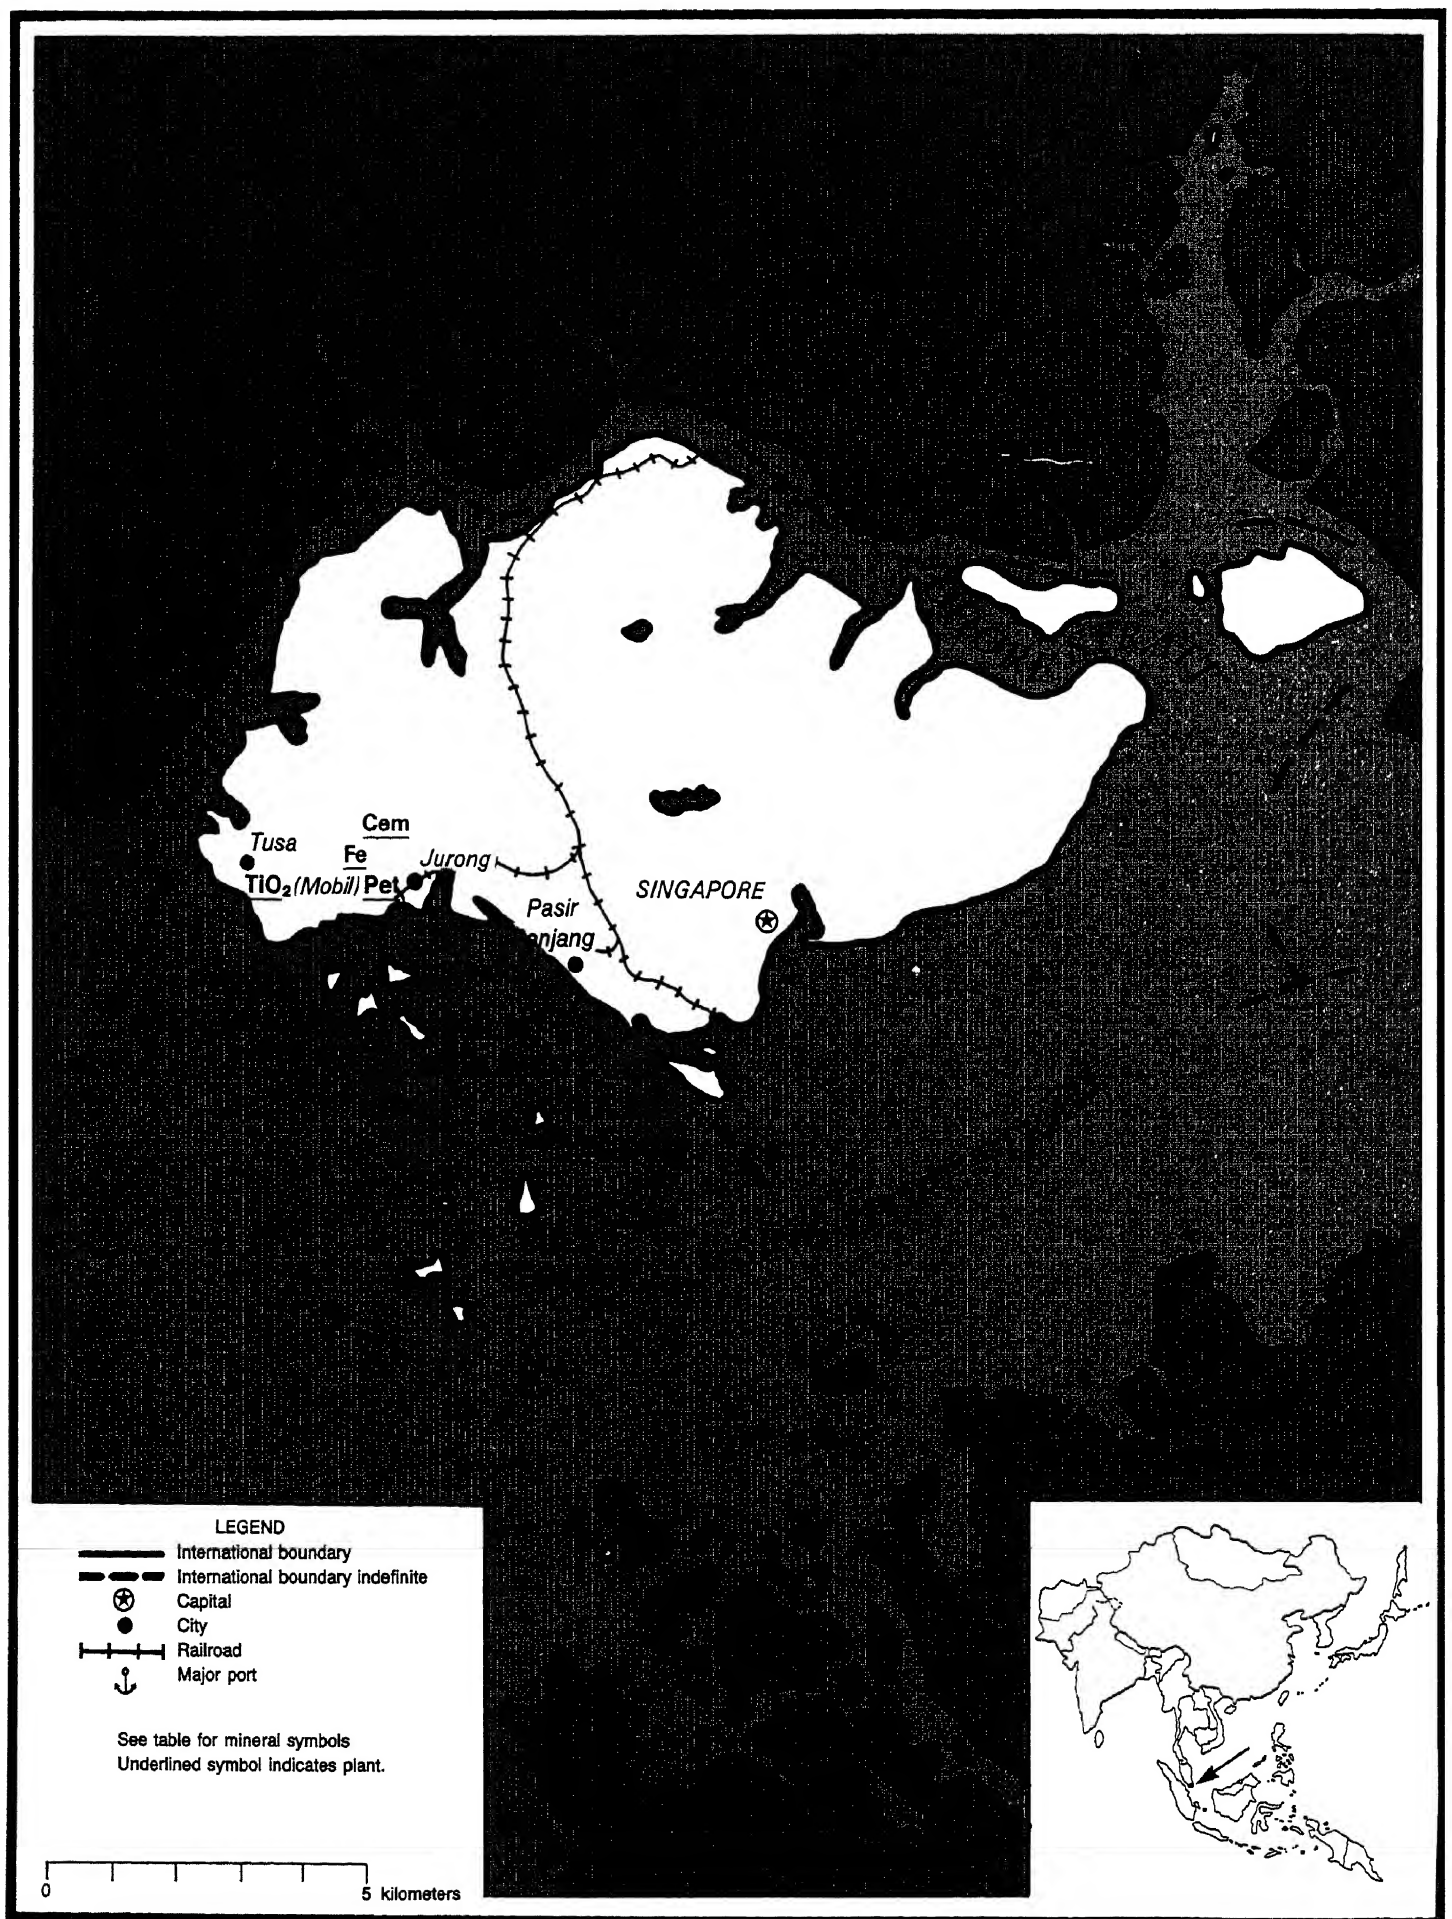 Cem
Tusa
Fe
Jurong
TiO₂ (Mobil) Pet
SINGAPORE
Pasir
anjang
LEGEND
International boundary
International boundary indefinite
Capital
City
Railroad
Major port
See table for mineral symbols
Underlined symbol indicates plant.
0 5 kilometers